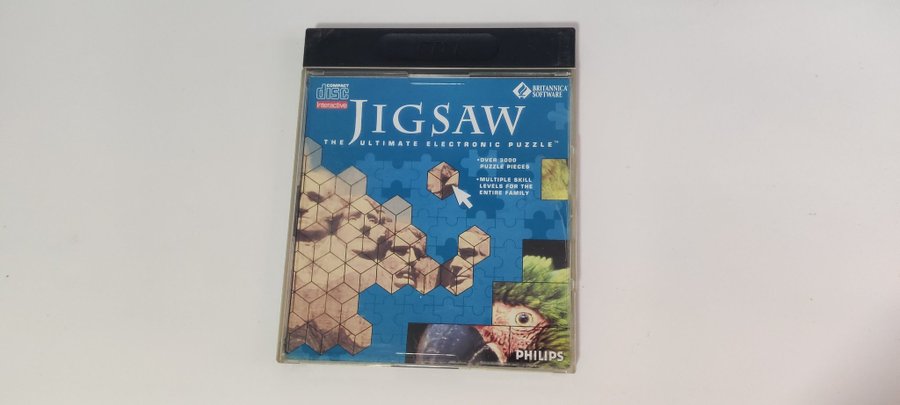 COMPACT
disc
Interactive
BRITANNICA
SOFTWARE
JIGSAW
THE ULTIMATE ELECTRONIC PUZZLE™
•OVER 3000
PUZZLE PIECES
•MULTIPLE SKILL
LEVELS FOR THE
ENTIRE FAMILY
PHILIPS